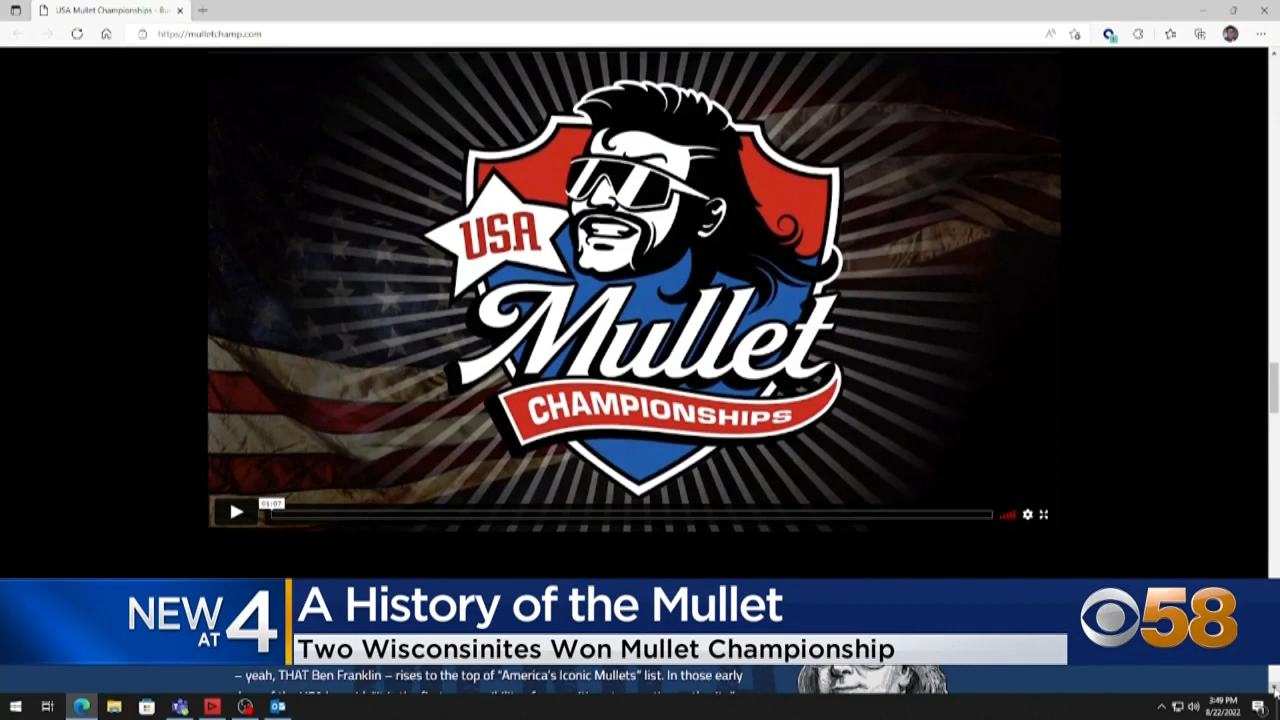 USA Mullet Championships - Bu
https://mulletchamp.com
USA
Mullet
CHAMPIONSHIPS
01:07
NEW AT 4
A History of the Mullet
Two Wisconsinites Won Mullet Championship
58
– yeah, THAT Ben Franklin – rises to the top of "America's Iconic Mullets" list. In those early
3:49 PM
8/22/2022